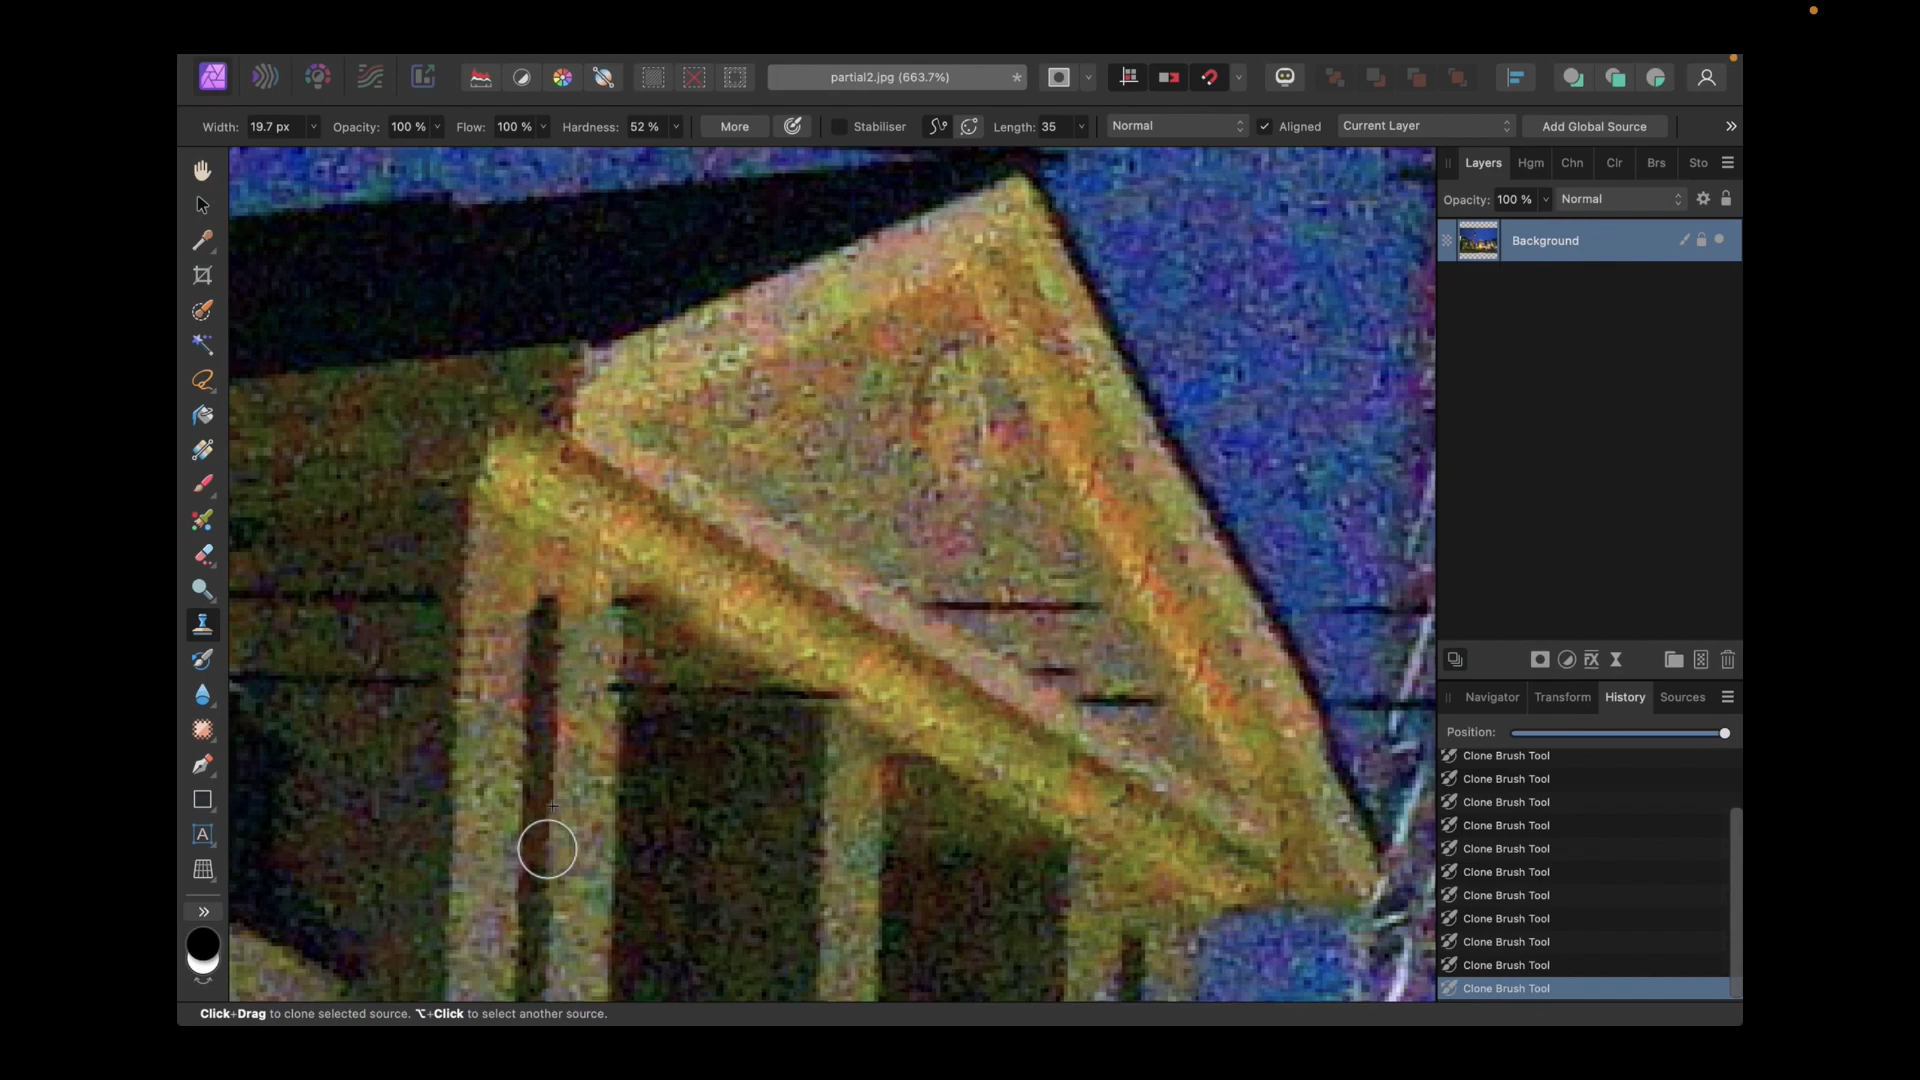 partial2.jpg (663.7%) *
Width: 19.7 px Opacity: 100 % Flow: 100 % Hardness: 52 % More Stabiliser Length: 35 Normal Aligned Current Layer Add Global Source
Layers Hgm Chn Clr Brs Sto
Opacity: 100 % Normal
Background
A
Navigator Transform History Sources
Position:
Clone Brush Tool
Clone Brush Tool
Clone Brush Tool
Clone Brush Tool
Clone Brush Tool
Clone Brush Tool
Clone Brush Tool
Clone Brush Tool
Clone Brush Tool
Clone Brush Tool
Clone Brush Tool
Click+Drag to clone selected source. ⌥+Click to select another source.